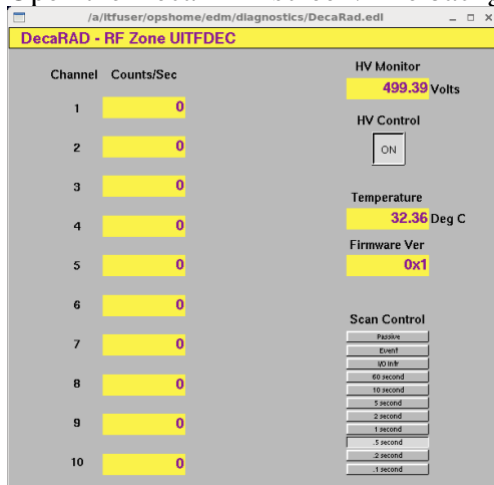 /a/itfuser/opshome/edm/diagnostics/DecaRad.edl
DecaRAD - RF Zone UITFDEC
Channel Counts/Sec
1 0
2 0
3 0
4 0
5 0
6 0
7 0
8 0
9 0
10 0
HV Monitor
499.39 Volts
HV Control
ON
Temperature
32.36 Deg C
Firmware Ver
0x1
Scan Control
Passive
Event
I/O Intr
60 second
10 second
5 second
2 second
1 second
.5 second
.2 second
.1 second